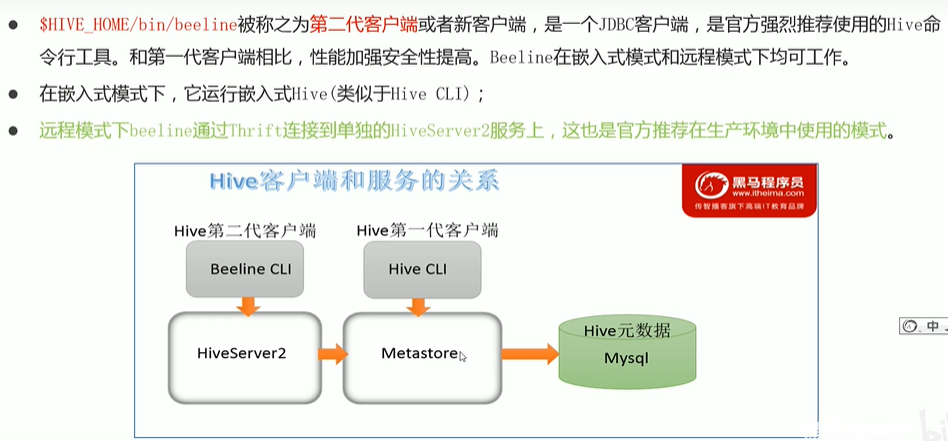 $HIVE_HOME/bin/beeline被称之为第二代客户端或者新客户端，是一个JDBC客户端，是官方强烈推荐使用的Hive命
令行工具。和第一代客户端相比，性能加强安全性提高。Beeline在嵌入式模式和远程模式下均可工作。
在嵌入式模式下，它运行嵌入式Hive(类似于Hive CLI)；
远程模式下beeline通过Thrift连接到单独的HiveServer2服务上，这也是官方推荐在生产环境中使用的模式。
Hive客户端和服务的关系
黑马程序员
www.itheima.com
传智播客旗下高端IT教育品牌
Hive第二代客户端
Hive第一代客户端
Beeline CLI
Hive CLI
HiveServer2
Metastore
Hive元数据
Mysql
中